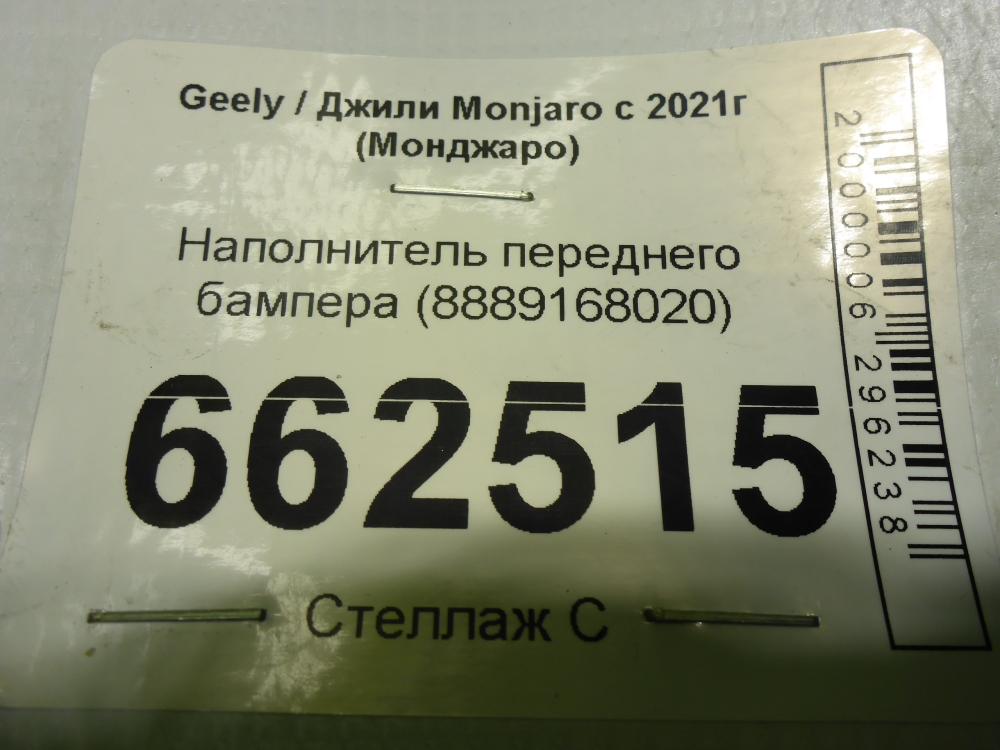 Geely / Джили Monjaro с 2021г
(Монджаро)
Наполнитель переднего
бампера (8889168020)
662515
Стеллаж С
2000006296238